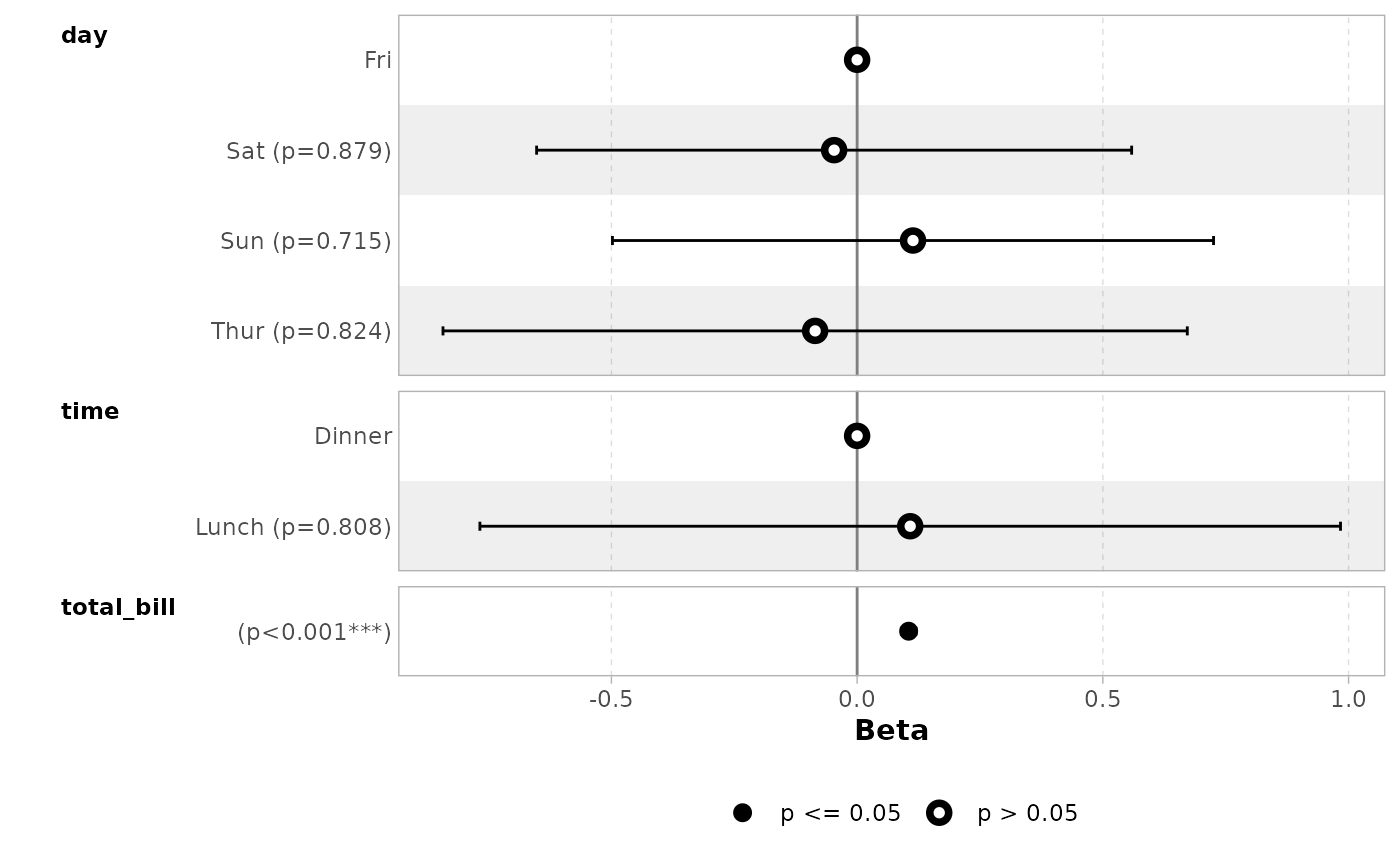 day
Fri
Sat (p=0.879)
Sun (p=0.715)
Thur (p=0.824)
time
Dinner
Lunch (p=0.808)
total_bill
(p<0.001***)
-0.5 0.0 0.5 1.0
Beta
p <= 0.05 p > 0.05